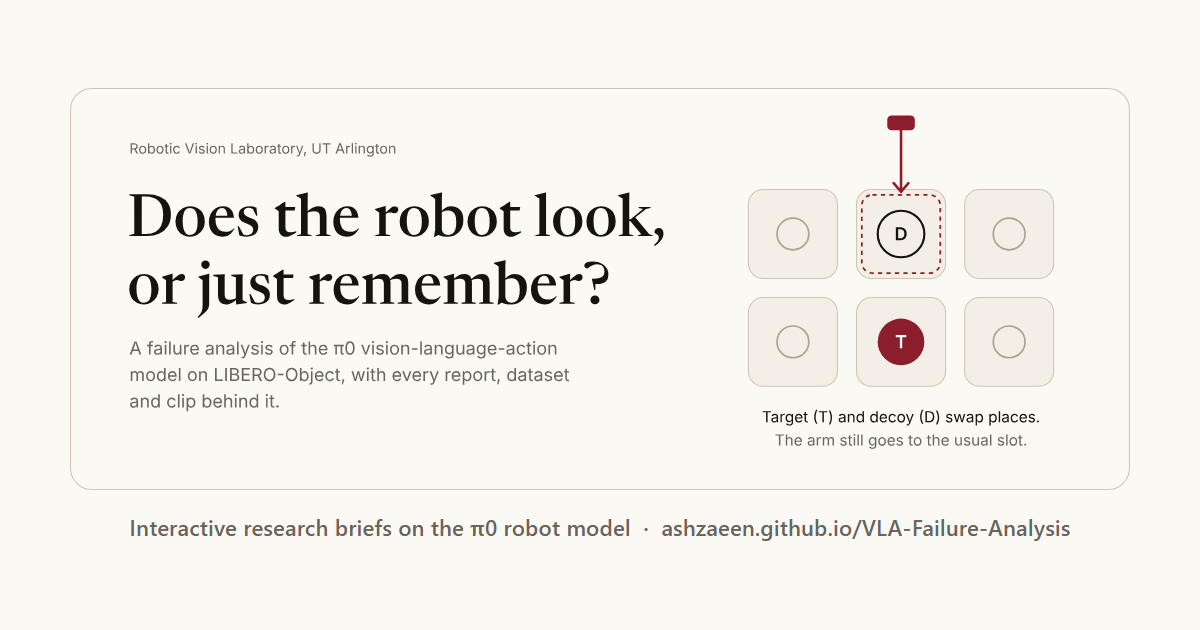 Robotic Vision Laboratory, UT Arlington
Does the robot look,
or just remember?
A failure analysis of the π0 vision-language-action
model on LIBERO-Object, with every report, dataset
and clip behind it.
D
T
Target (T) and decoy (D) swap places.
The arm still goes to the usual slot.
Interactive research briefs on the π0 robot model · ashzaeen.github.io/VLA-Failure-Analysis